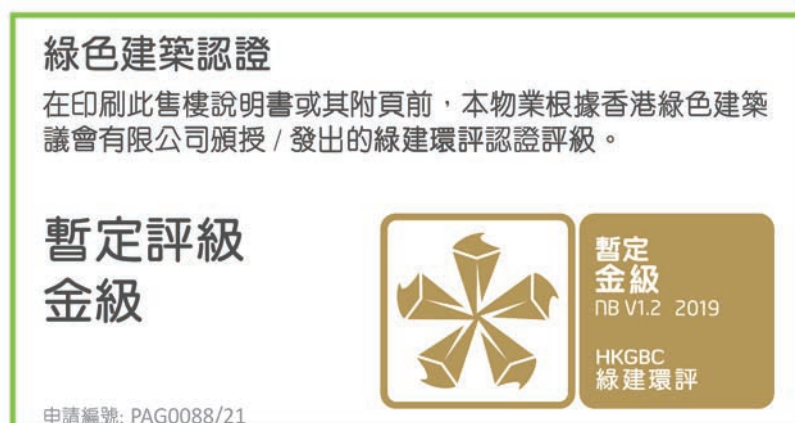 綠色建築認證
在印刷此售樓說明書或其附頁前，本物業根據香港綠色建築
議會有限公司頒授 / 發出的綠建環評認證評級。
暫定評級
金級
暫定
金級
NB V1.2 2019
HKGBC
綠建環評
申請編號: PAG0088/21